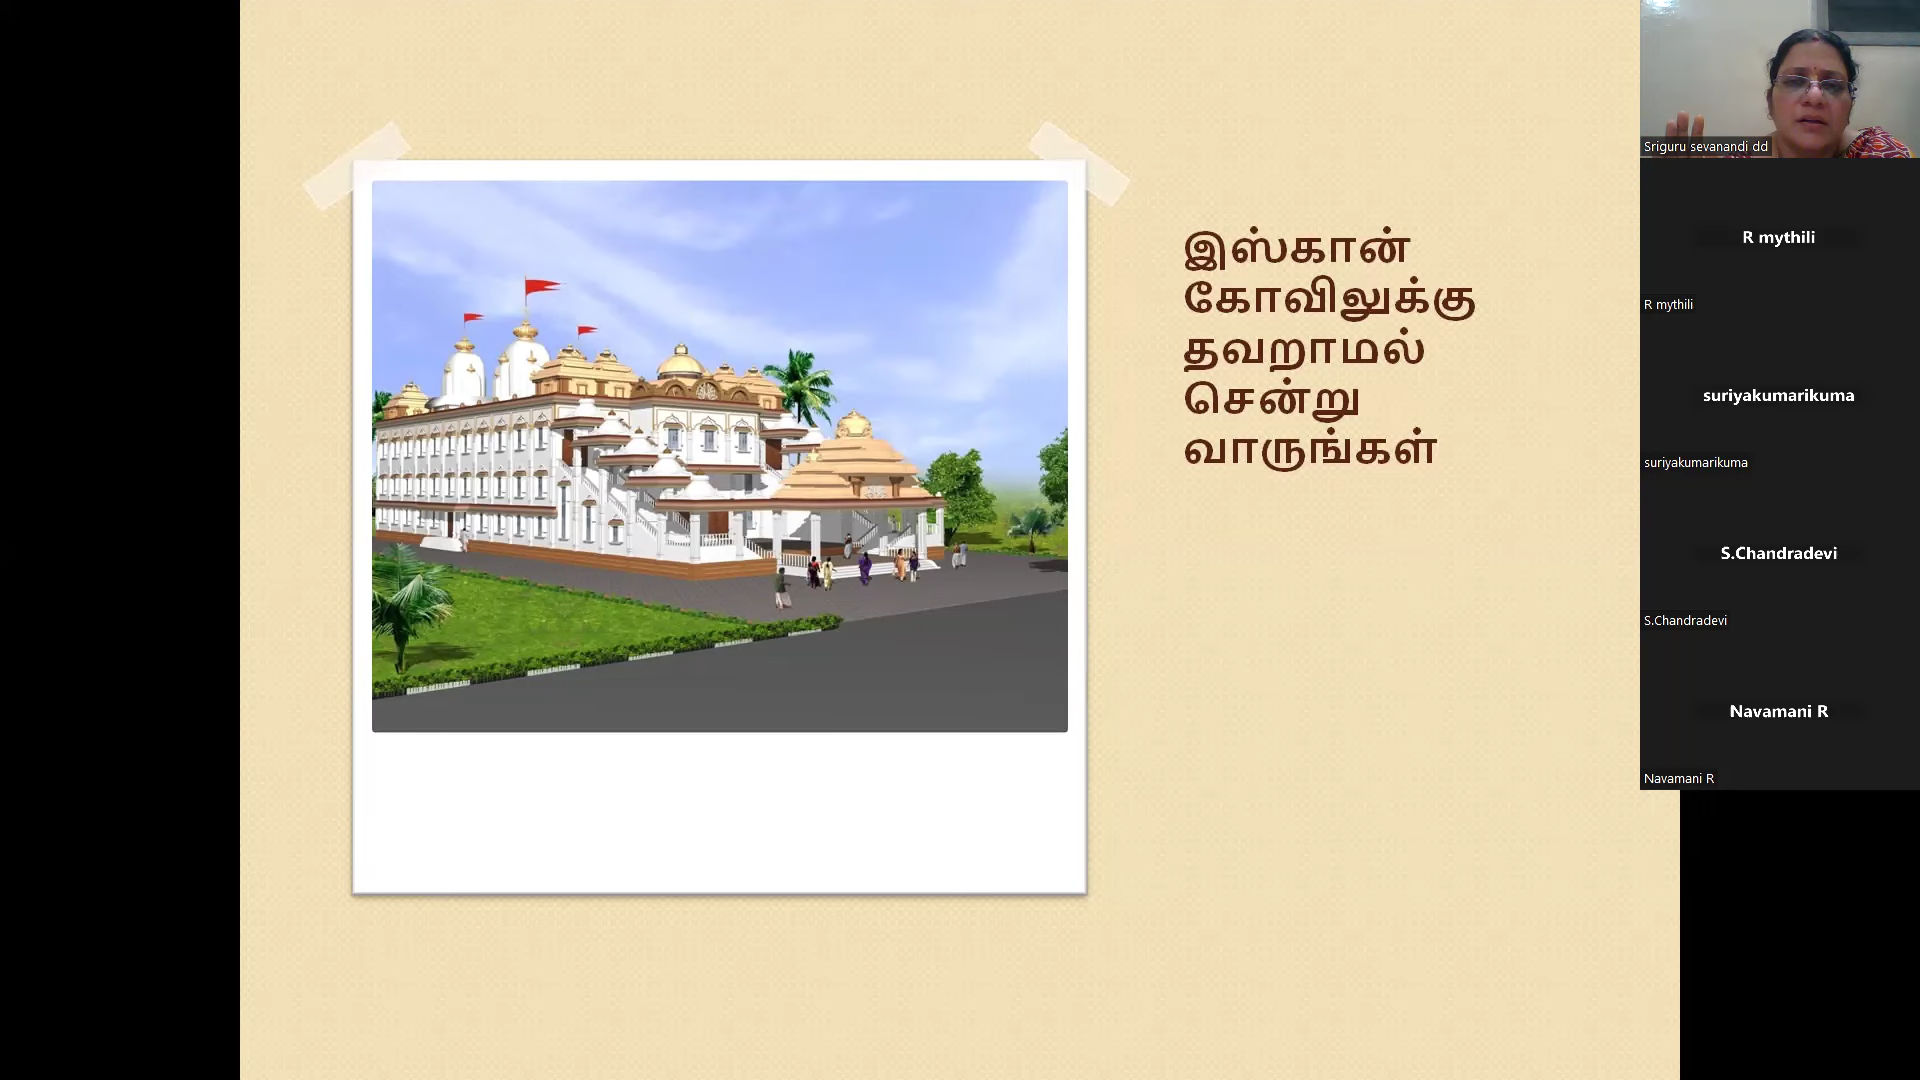 இஸ்கான்
கோவிலுக்கு
தவறாமல்
சென்று
வாருங்கள்
Sriguru sevanandi dd
R mythili
R mythili
suriyakumarikuma
suriyakumarikuma
S.Chandradevi
S.Chandradevi
Navamani R
Navamani R